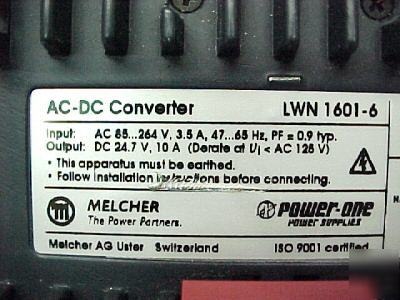 AC-DC Converter LWN 1601-6
Input: AC 85...264 V, 3.5 A, 47...65 Hz, PF = 0.9 typ.
Output: DC 24.7 V, 10 A (Derate at Ui < AC 125 V)
• This apparatus must be earthed.
• Follow installation instructions before connecting.
MELCHER
The Power Partners.
power-one
POWER SUPPLIES
Melcher AG Uster Switzerland ISO 9001 certified